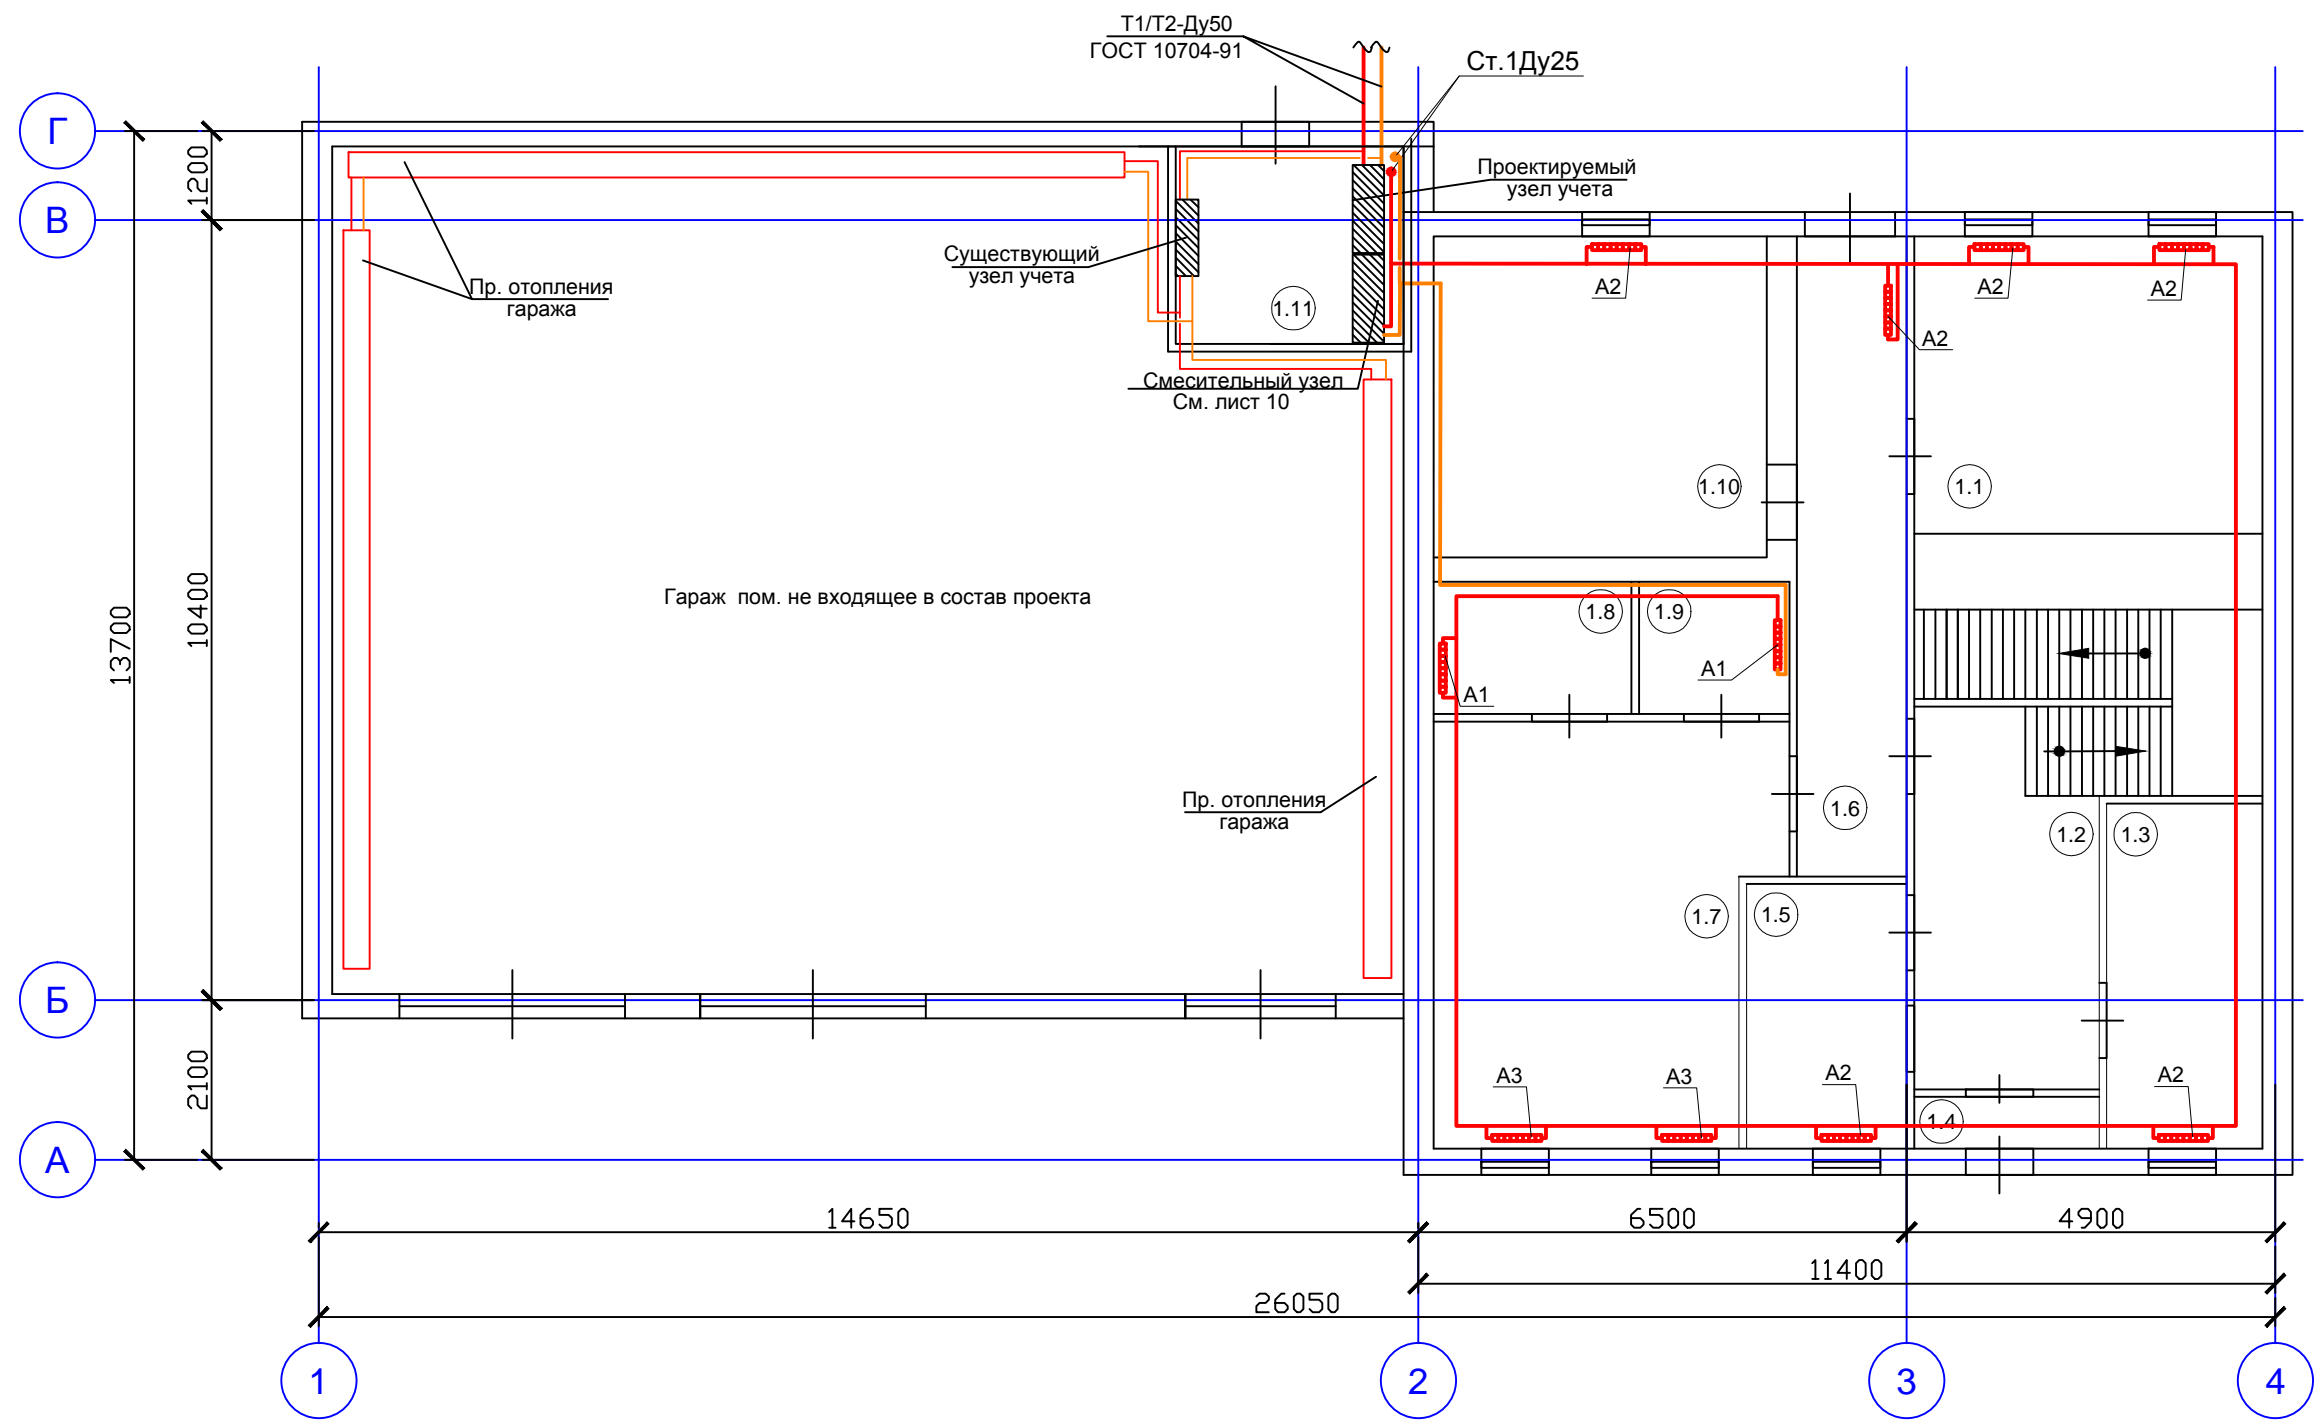 Т1/Т2-Ду50
ГОСТ 10704-91
Ст.1Ду25
Г
В
Б
А
1200
10400
13700
2100
Проектируемый
узел учета
Существующий
узел учета
Пр. отопления
гаража
1.11
Смесительный узел
См. лист 10
А2
А2
А2
А2
1.10
1.1
Гараж пом. не входящее в состав проекта
1.8
1.9
А1
А1
Пр. отопления
гаража
1.6
1.2
1.3
1.7
1.5
А3
А3
А2
А2
1.4
14650
6500
4900
11400
26050
1
2
3
4